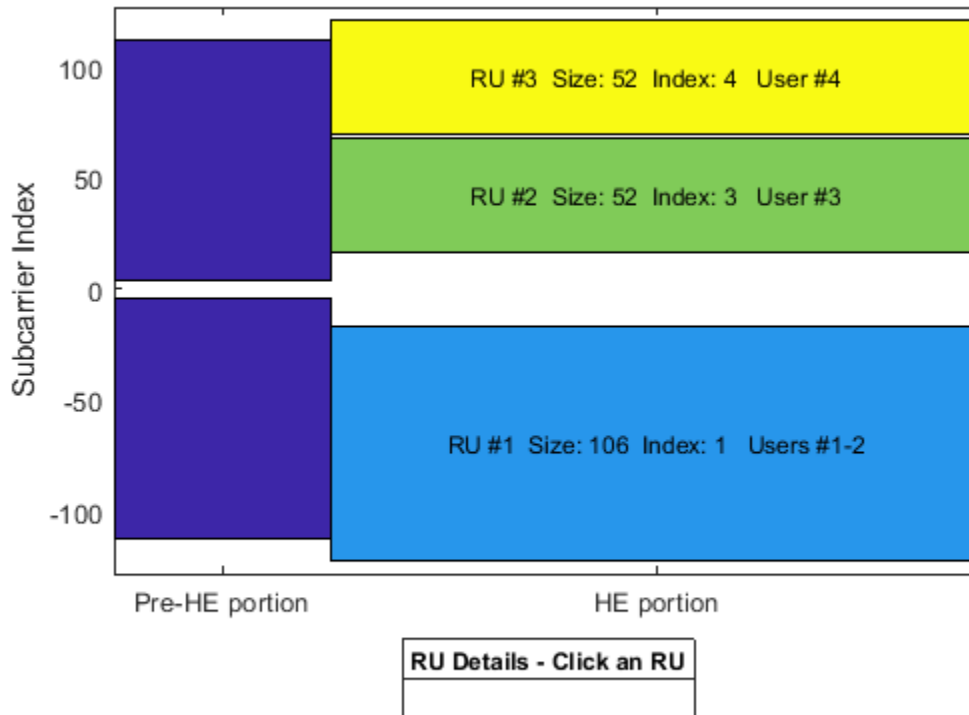 100
RU #3 Size: 52 Index: 4 User #4
50
RU #2 Size: 52 Index: 3 User #3
Subcarrier Index
0
-50
RU #1 Size: 106 Index: 1 Users #1-2
-100
Pre-HE portion
HE portion
RU Details - Click an RU